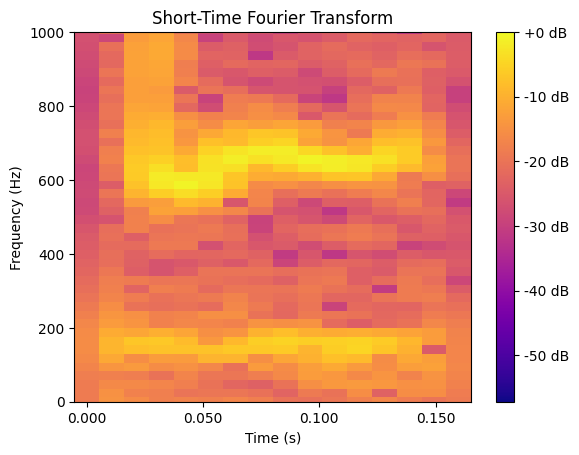 Short-Time Fourier Transform
1000
800
600
400
200
0
Frequency (Hz)
0.000
0.050
0.100
0.150
Time (s)
+0 dB
-10 dB
-20 dB
-30 dB
-40 dB
-50 dB